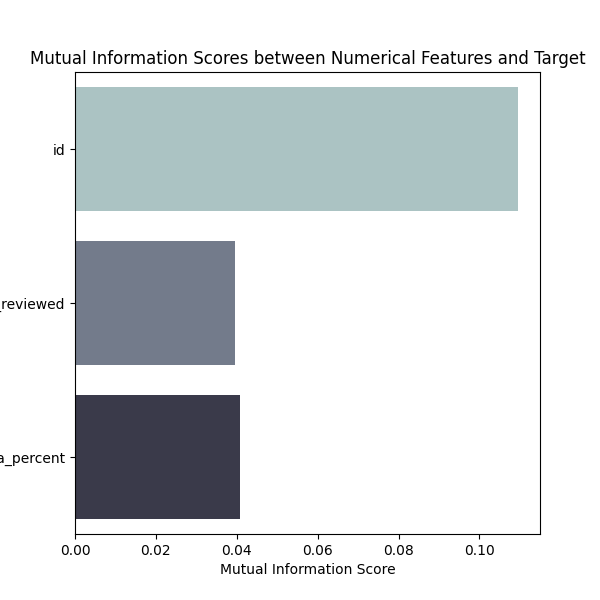 Mutual Information Scores between Numerical Features and Target
id
_reviewed
a_percent
0.00 0.02 0.04 0.06 0.08 0.10
Mutual Information Score